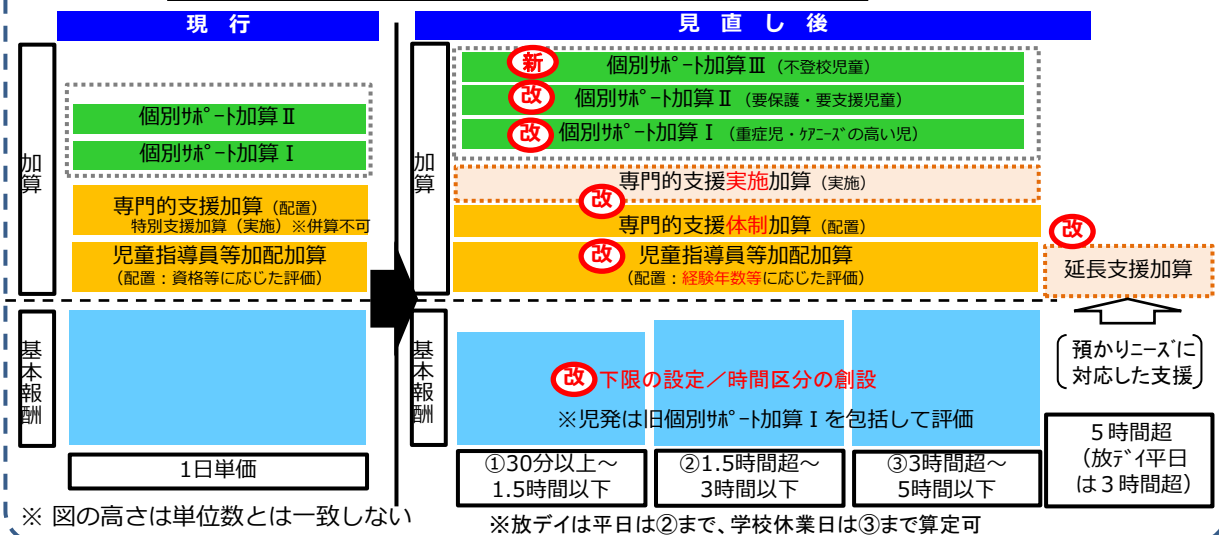 現 行
見 直 し 後
加算
個別ｻﾎﾟｰﾄ加算Ⅱ
個別ｻﾎﾟｰﾄ加算Ⅰ
専門的支援加算（配置）
特別支援加算（実施）※併算不可
児童指導員等加配加算
（配置：資格等に応じた評価）
基本報酬
1日単価
※ 図の高さは単位数とは一致しない
加算
新 個別ｻﾎﾟｰﾄ加算Ⅲ（不登校児童）
改 個別ｻﾎﾟｰﾄ加算Ⅱ（要保護・要支援児童）
改 個別ｻﾎﾟｰﾄ加算Ⅰ（重症児・ｹｱﾆｰｽﾞの高い児）
専門的支援実施加算（実施）
改
専門的支援体制加算（配置）
改 児童指導員等加配加算
（配置：経験年数等に応じた評価）
改
延長支援加算
基本報酬
改 下限の設定／時間区分の創設
※児発は旧個別ｻﾎﾟｰﾄ加算Ⅰを包括して評価
預かりﾆｰｽﾞに
対応した支援
①30分以上～
1.5時間以下
②1.5時間超～
3時間以下
③3時間超～
5時間以下
５時間超
（放ﾃﾞｲ平日
は３時間超）
※放デイは平日は②まで、学校休業日は③まで算定可